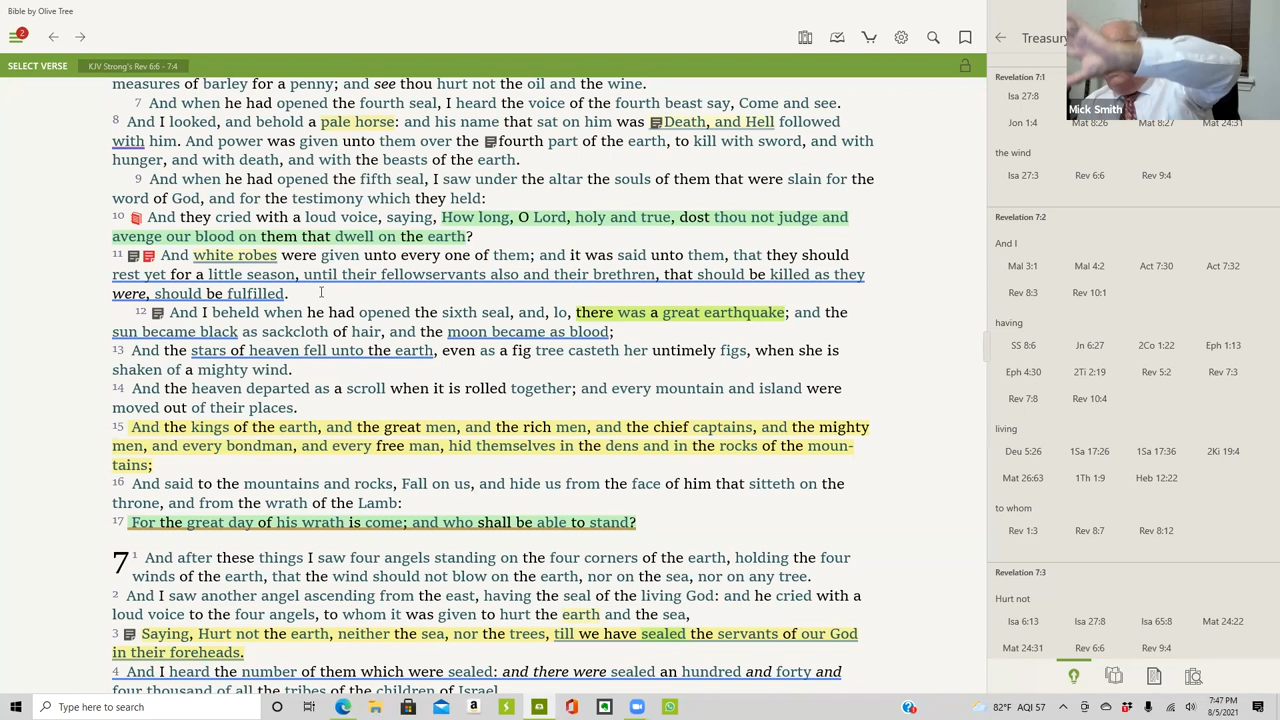 Bible by Olive Tree
2
Treasury
SELECT VERSE
KJV Strong's Rev 6:6 - 7:4
measures of barley for a penny; and see thou hurt not the oil and the wine.
7 And when he had opened the fourth seal, I heard the voice of the fourth beast say, Come and see.
8 And I looked, and behold a pale horse: and his name that sat on him was Death, and Hell followed
with him. And power was given unto them over the fourth part of the earth, to kill with sword, and with
hunger, and with death, and with the beasts of the earth.
9 And when he had opened the fifth seal, I saw under the altar the souls of them that were slain for the
word of God, and for the testimony which they held:
10 And they cried with a loud voice, saying, How long, O Lord, holy and true, dost thou not judge and
avenge our blood on them that dwell on the earth?
11 And white robes were given unto every one of them; and it was said unto them, that they should
rest yet for a little season, until their fellowservants also and their brethren, that should be killed as they
were, should be fulfilled.
12 And I beheld when he had opened the sixth seal, and, lo, there was a great earthquake; and the
sun became black as sackcloth of hair, and the moon became as blood;
13 And the stars of heaven fell unto the earth, even as a fig tree casteth her untimely figs, when she is
shaken of a mighty wind.
14 And the heaven departed as a scroll when it is rolled together; and every mountain and island were
moved out of their places.
15 And the kings of the earth, and the great men, and the rich men, and the chief captains, and the mighty
men, and every bondman, and every free man, hid themselves in the dens and in the rocks of the moun-
tains;
16 And said to the mountains and rocks, Fall on us, and hide us from the face of him that sitteth on the
throne, and from the wrath of the Lamb:
17 For the great day of his wrath is come; and who shall be able to stand?
7 1 And after these things I saw four angels standing on the four corners of the earth, holding the four
winds of the earth, that the wind should not blow on the earth, nor on the sea, nor on any tree.
2 And I saw another angel ascending from the east, having the seal of the living God: and he cried with a
loud voice to the four angels, to whom it was given to hurt the earth and the sea,
3 Saying, Hurt not the earth, neither the sea, nor the trees, till we have sealed the servants of our God
in their foreheads.
4 And I heard the number of them which were sealed: and there were sealed an hundred and forty and
four thousand of all the tribes of the children of Israel
Revelation 7:1
Isa 27:8
Mick Smith
Jon 1:4 Mat 8:26 Mat 8:27 Mat 24:31
the wind
Isa 27:3 Rev 6:6 Rev 9:4
Revelation 7:2
And I
Mal 3:1 Mal 4:2 Act 7:30 Act 7:32
Rev 8:3 Rev 10:1
having
SS 8:6 Jn 6:27 2Co 1:22 Eph 1:13
Eph 4:30 2Ti 2:19 Rev 5:2 Rev 7:3
Rev 7:8 Rev 10:4
living
Deu 5:26 1Sa 17:26 1Sa 17:36 2Ki 19:4
Mat 26:63 1Th 1:9 Heb 12:22
to whom
Rev 1:3 Rev 8:7 Rev 8:12
Revelation 7:3
Hurt not
Isa 6:13 Isa 27:8 Isa 65:8 Mat 24:22
Mat 24:31 Rev 6:6 Rev 9:4
Type here to search
82°F AQI 57
7:47 PM
8/5/2021